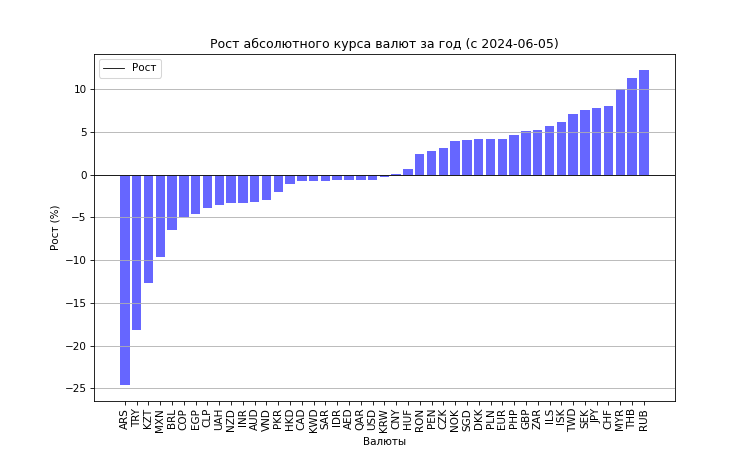 Рост абсолютного курса валют за год (с 2024-06-05)
Рост
10
5
0
−5
−10
−15
−20
−25
Рост (%)
ARS TRY KZT MXN BRL COP EGP CLP UAH NZD INR AUD VND PKR HKD CAD KWD SAR IDR AED QAR USD KRW CNY HUF RON PEN CZK NOK SGD DKK PLN EUR PHP GBP ZAR ILS ISK TWD SEK JPY CHF MYR THB RUB
Валюты